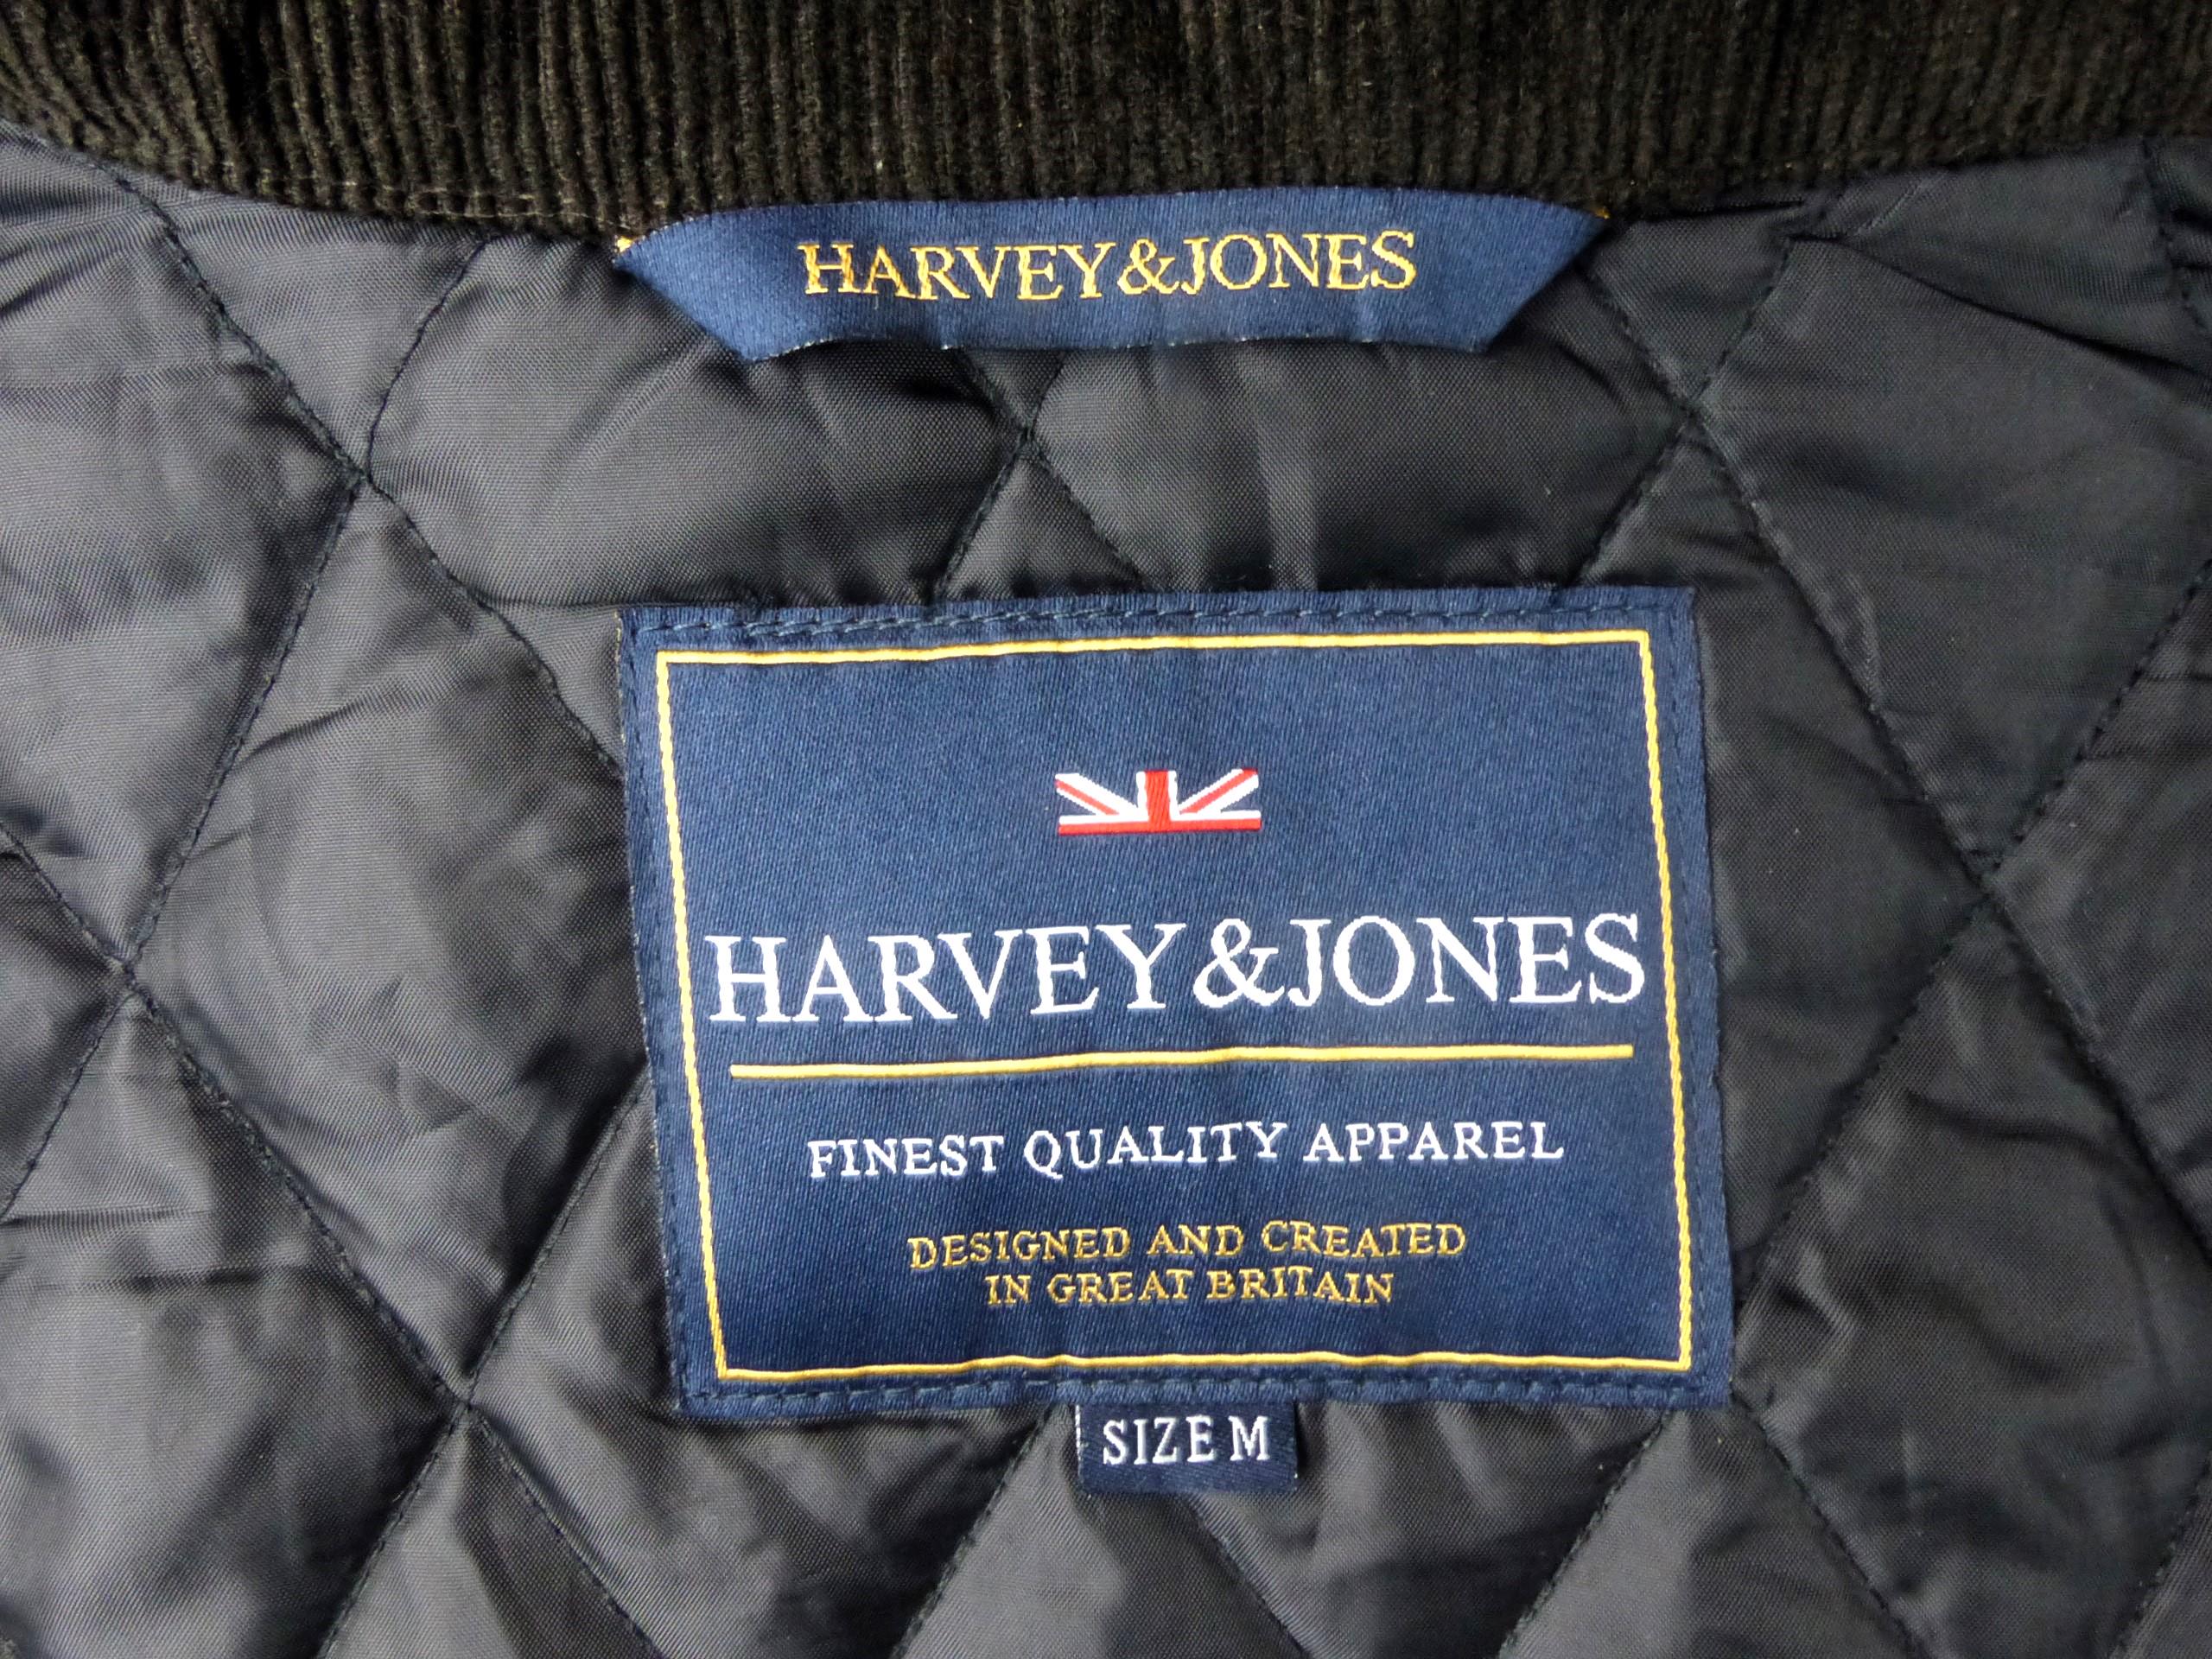 HARVEY&JONES
HARVEY&JONES
FINEST QUALITY APPAREL
DESIGNED AND CREATED
IN GREAT BRITAIN
SIZE M